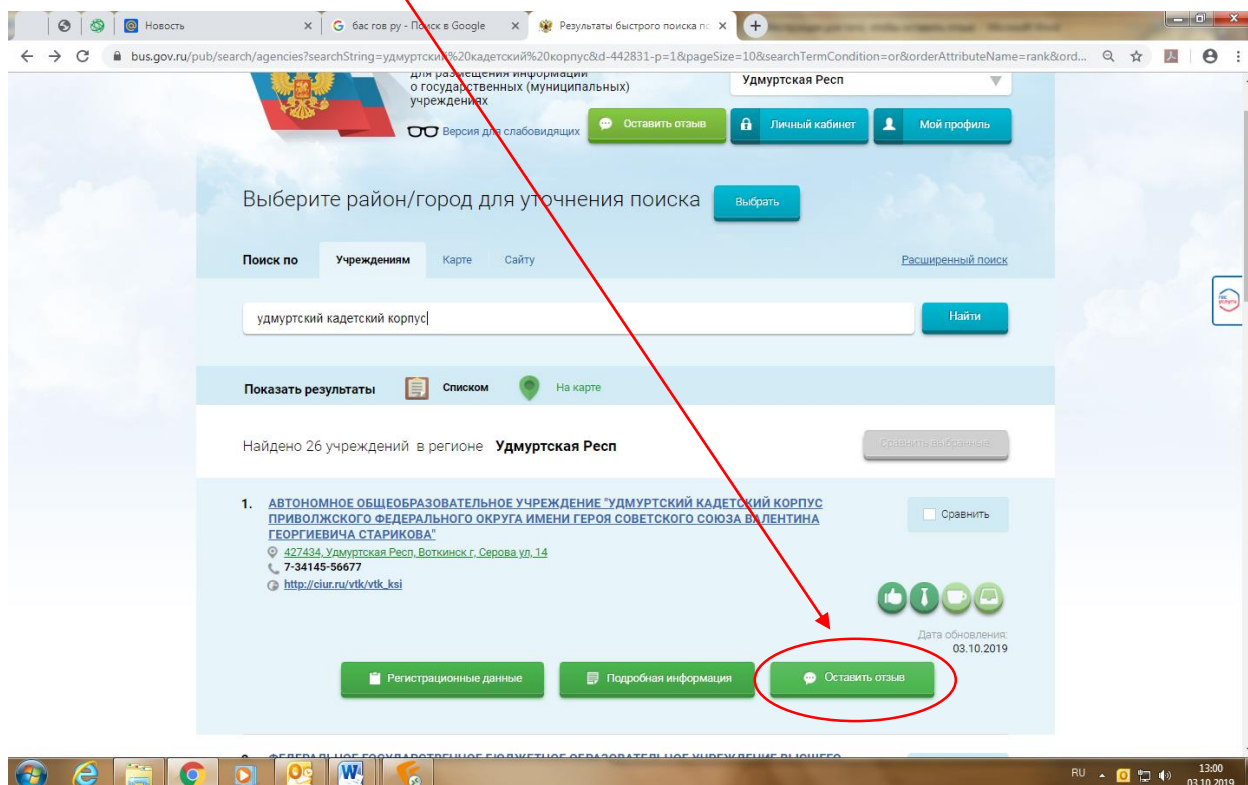 Новость
бас гов ру - Поиск в Google
Результаты быстрого поиска по
bus.gov.ru/pub/search/agencies?searchString=удмуртский%20кадетский%20корпус&d-442831-p=1&pageSize=10&searchTermCondition=or&orderAttributeName=rank&ord...
для размещения информации
о государственных (муниципальных)
учреждениях
Удмуртская Респ
Версия для слабовидящих
Оставить отзыв
Личный кабинет
Мой профиль
Выберите район/город для уточнения поиска
Выбрать
Поиск по
Учреждениям
Карте
Сайту
Расширенный поиск
удмуртский кадетский корпус
Найти
Показать результаты
Списком
На карте
Найдено 26 учреждений в регионе Удмуртская Респ
Сравнить выбранные
1. АВТОНОМНОЕ ОБЩЕОБРАЗОВАТЕЛЬНОЕ УЧРЕЖДЕНИЕ "УДМУРТСКИЙ КАДЕТСКИЙ КОРПУС
ПРИВОЛЖСКОГО ФЕДЕРАЛЬНОГО ОКРУГА ИМЕНИ ГЕРОЯ СОВЕТСКОГО СОЮЗА ВАЛЕНТИНА
ГЕОРГИЕВИЧА СТАРИКОВА"
Сравнить
427434, Удмуртская Респ, Воткинск г, Серова ул, 14
7-34145-56677
http://ciur.ru/vtk/vtk_ksi
Дата обновления:
03.10.2019
Регистрационные данные
Подробная информация
Оставить отзыв
ФЕДЕРАЛЬНОЕ ГОСУДАРСТВЕННОЕ БЮДЖЕТНОЕ ОБРАЗОВАТЕЛЬНОЕ УЧРЕЖДЕНИЕ ВЫСШЕГО
RU
13:00
03.10.2019